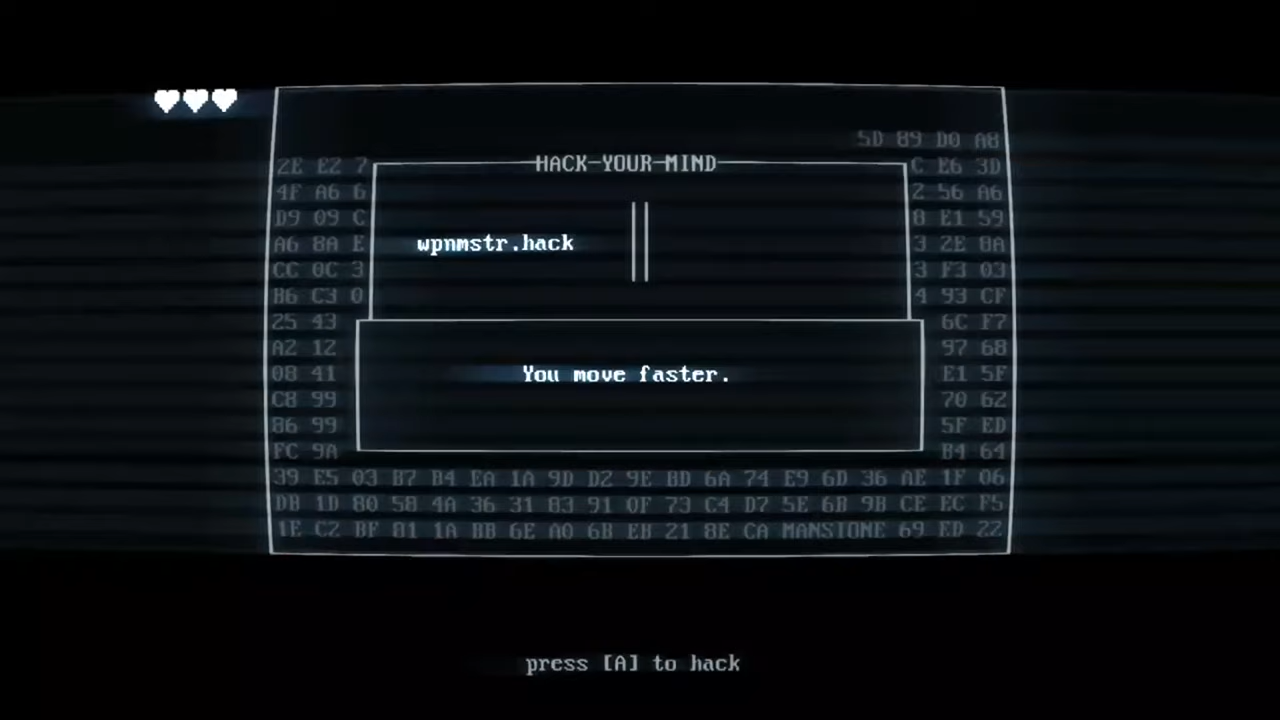 5D 89 D0 A8
HACK YOUR MIND
2E E2 7 C E6 3D
4F A6 6 2 56 A6
D9 09 C 8 E1 59
wpnmstr.hack
A6 8A E 3 2E 8A
CC 0C 3 3 F3 03
B6 C3 0 4 93 CF
25 43 6C F7
A2 12 97 68
You move faster.
08 41 E1 5F
C8 99 70 62
86 99 5F ED
FC 9A B4 64
39 E5 03 B7 B4 EA 1A 9D D2 9E BD 6A 74 E9 6D 36 AE 1F 06
DB 1D 80 58 4A 36 31 83 91 0F 73 C4 D7 5E 6B 9B CE EC F5
1E C2 BF 81 1A BB 6E A0 6B EB 21 8E CA MANSIONE 69 ED 22
press [A] to hack